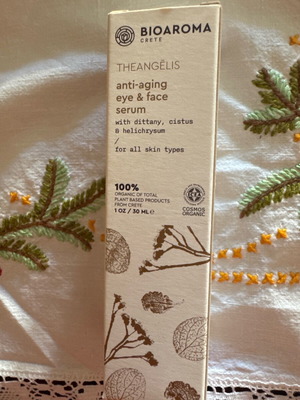 BIOAROMA
CRETE
THEANGĒLIS
anti-aging
eye & face
serum
with dittany, cistus
& helichrysum
/
for all skin types
100%
ORGANIC OF TOTAL
PLANT BASED PRODUCTS
FROM CRETE
1 OZ / 30 ML ℮
COSMOS
ORGANIC